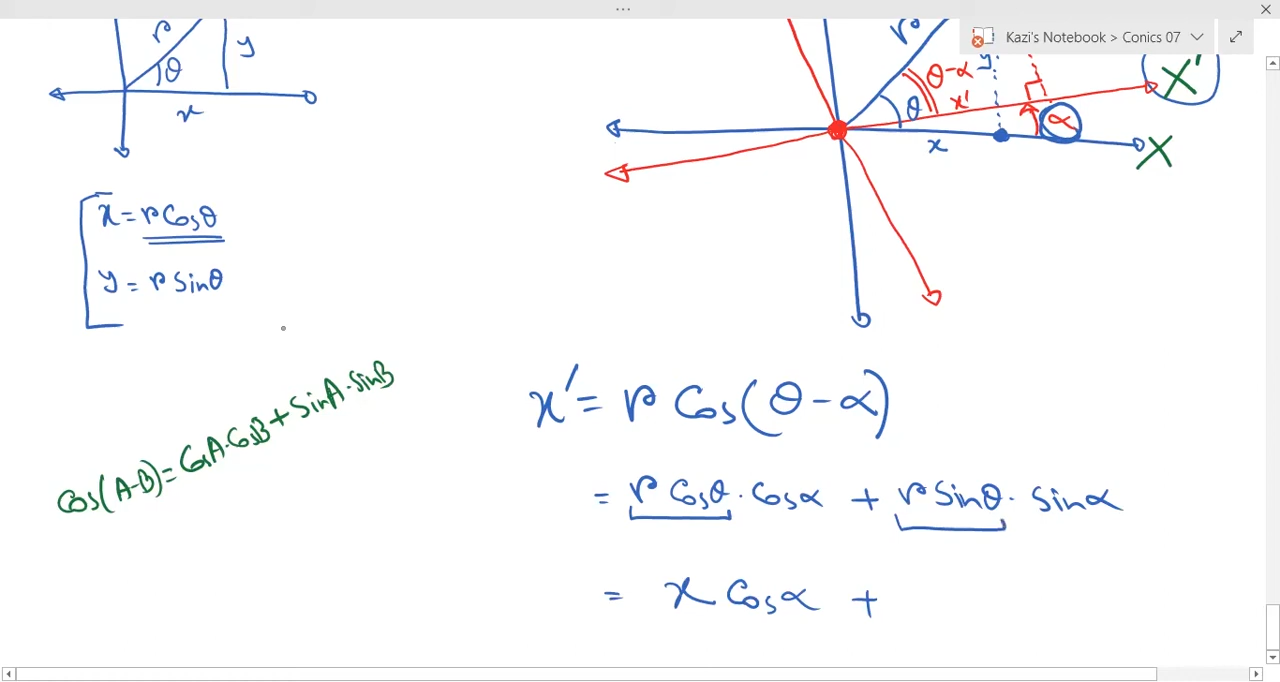 Kazi's Notebook > Conics 07
r
y
θ
x
r
θ-α
y
X'
θ
x'
α
x
X
x = r Cosθ
y = r Sinθ
Cos(A-B) = CosA·CosB + SinA·SinB
x' = r Cos(θ-α)
= r Cosθ · Cosα + r Sinθ · Sinα
= x Cosα +